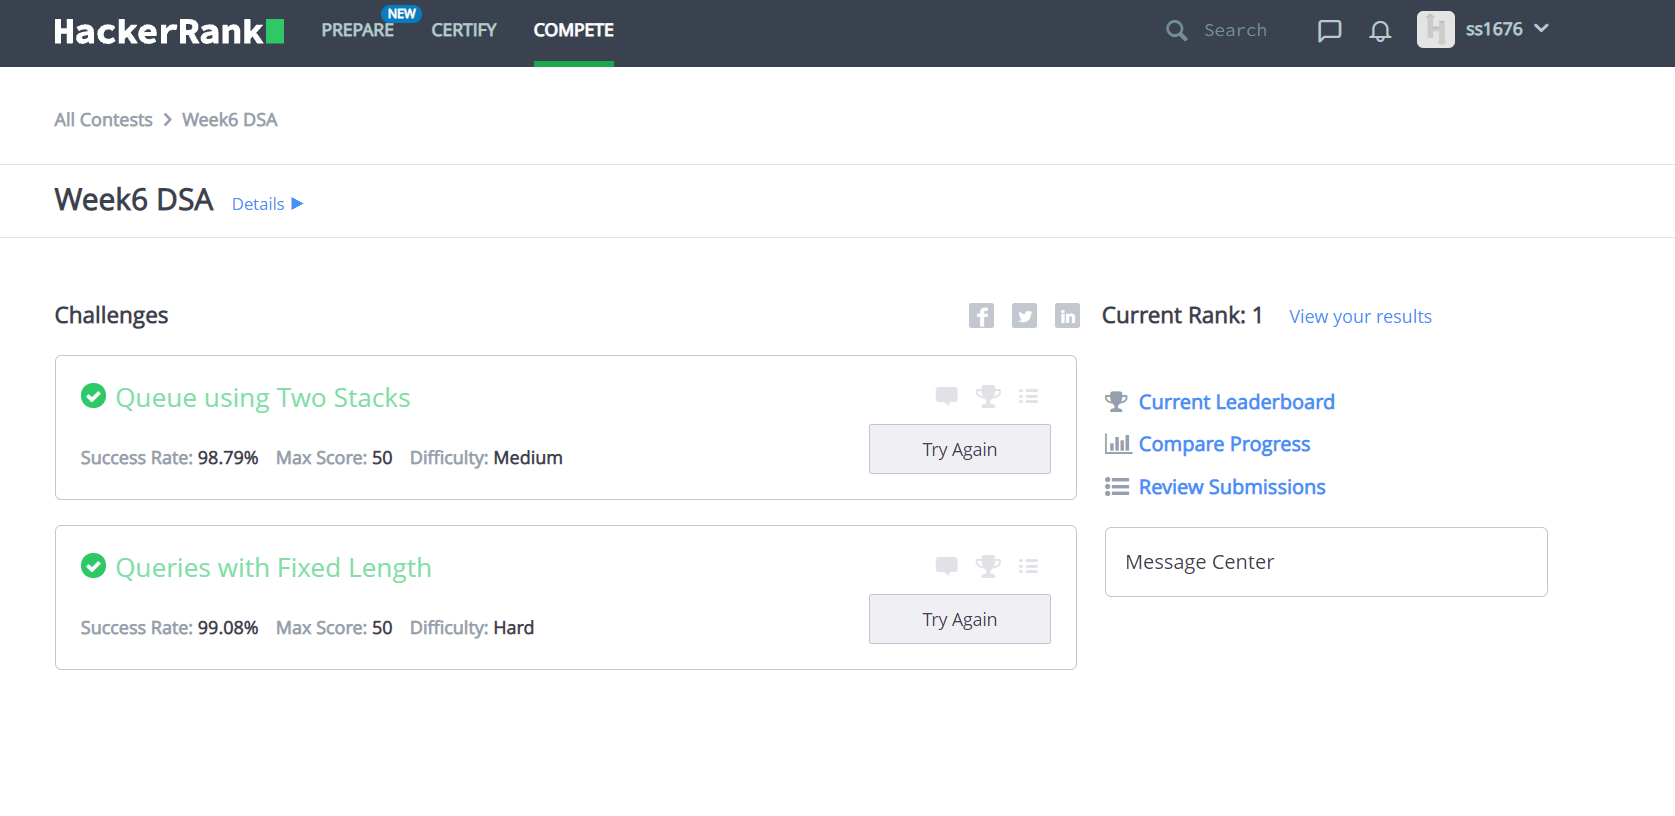 HackerRank PREPARE NEW CERTIFY COMPETE Search ss1676
All Contests > Week6 DSA
Week6 DSA Details ▶
Challenges
Current Rank: 1 View your results
Queue using Two Stacks
Success Rate: 98.79% Max Score: 50 Difficulty: Medium
Try Again
Queries with Fixed Length
Success Rate: 99.08% Max Score: 50 Difficulty: Hard
Try Again
Current Leaderboard
Compare Progress
Review Submissions
Message Center